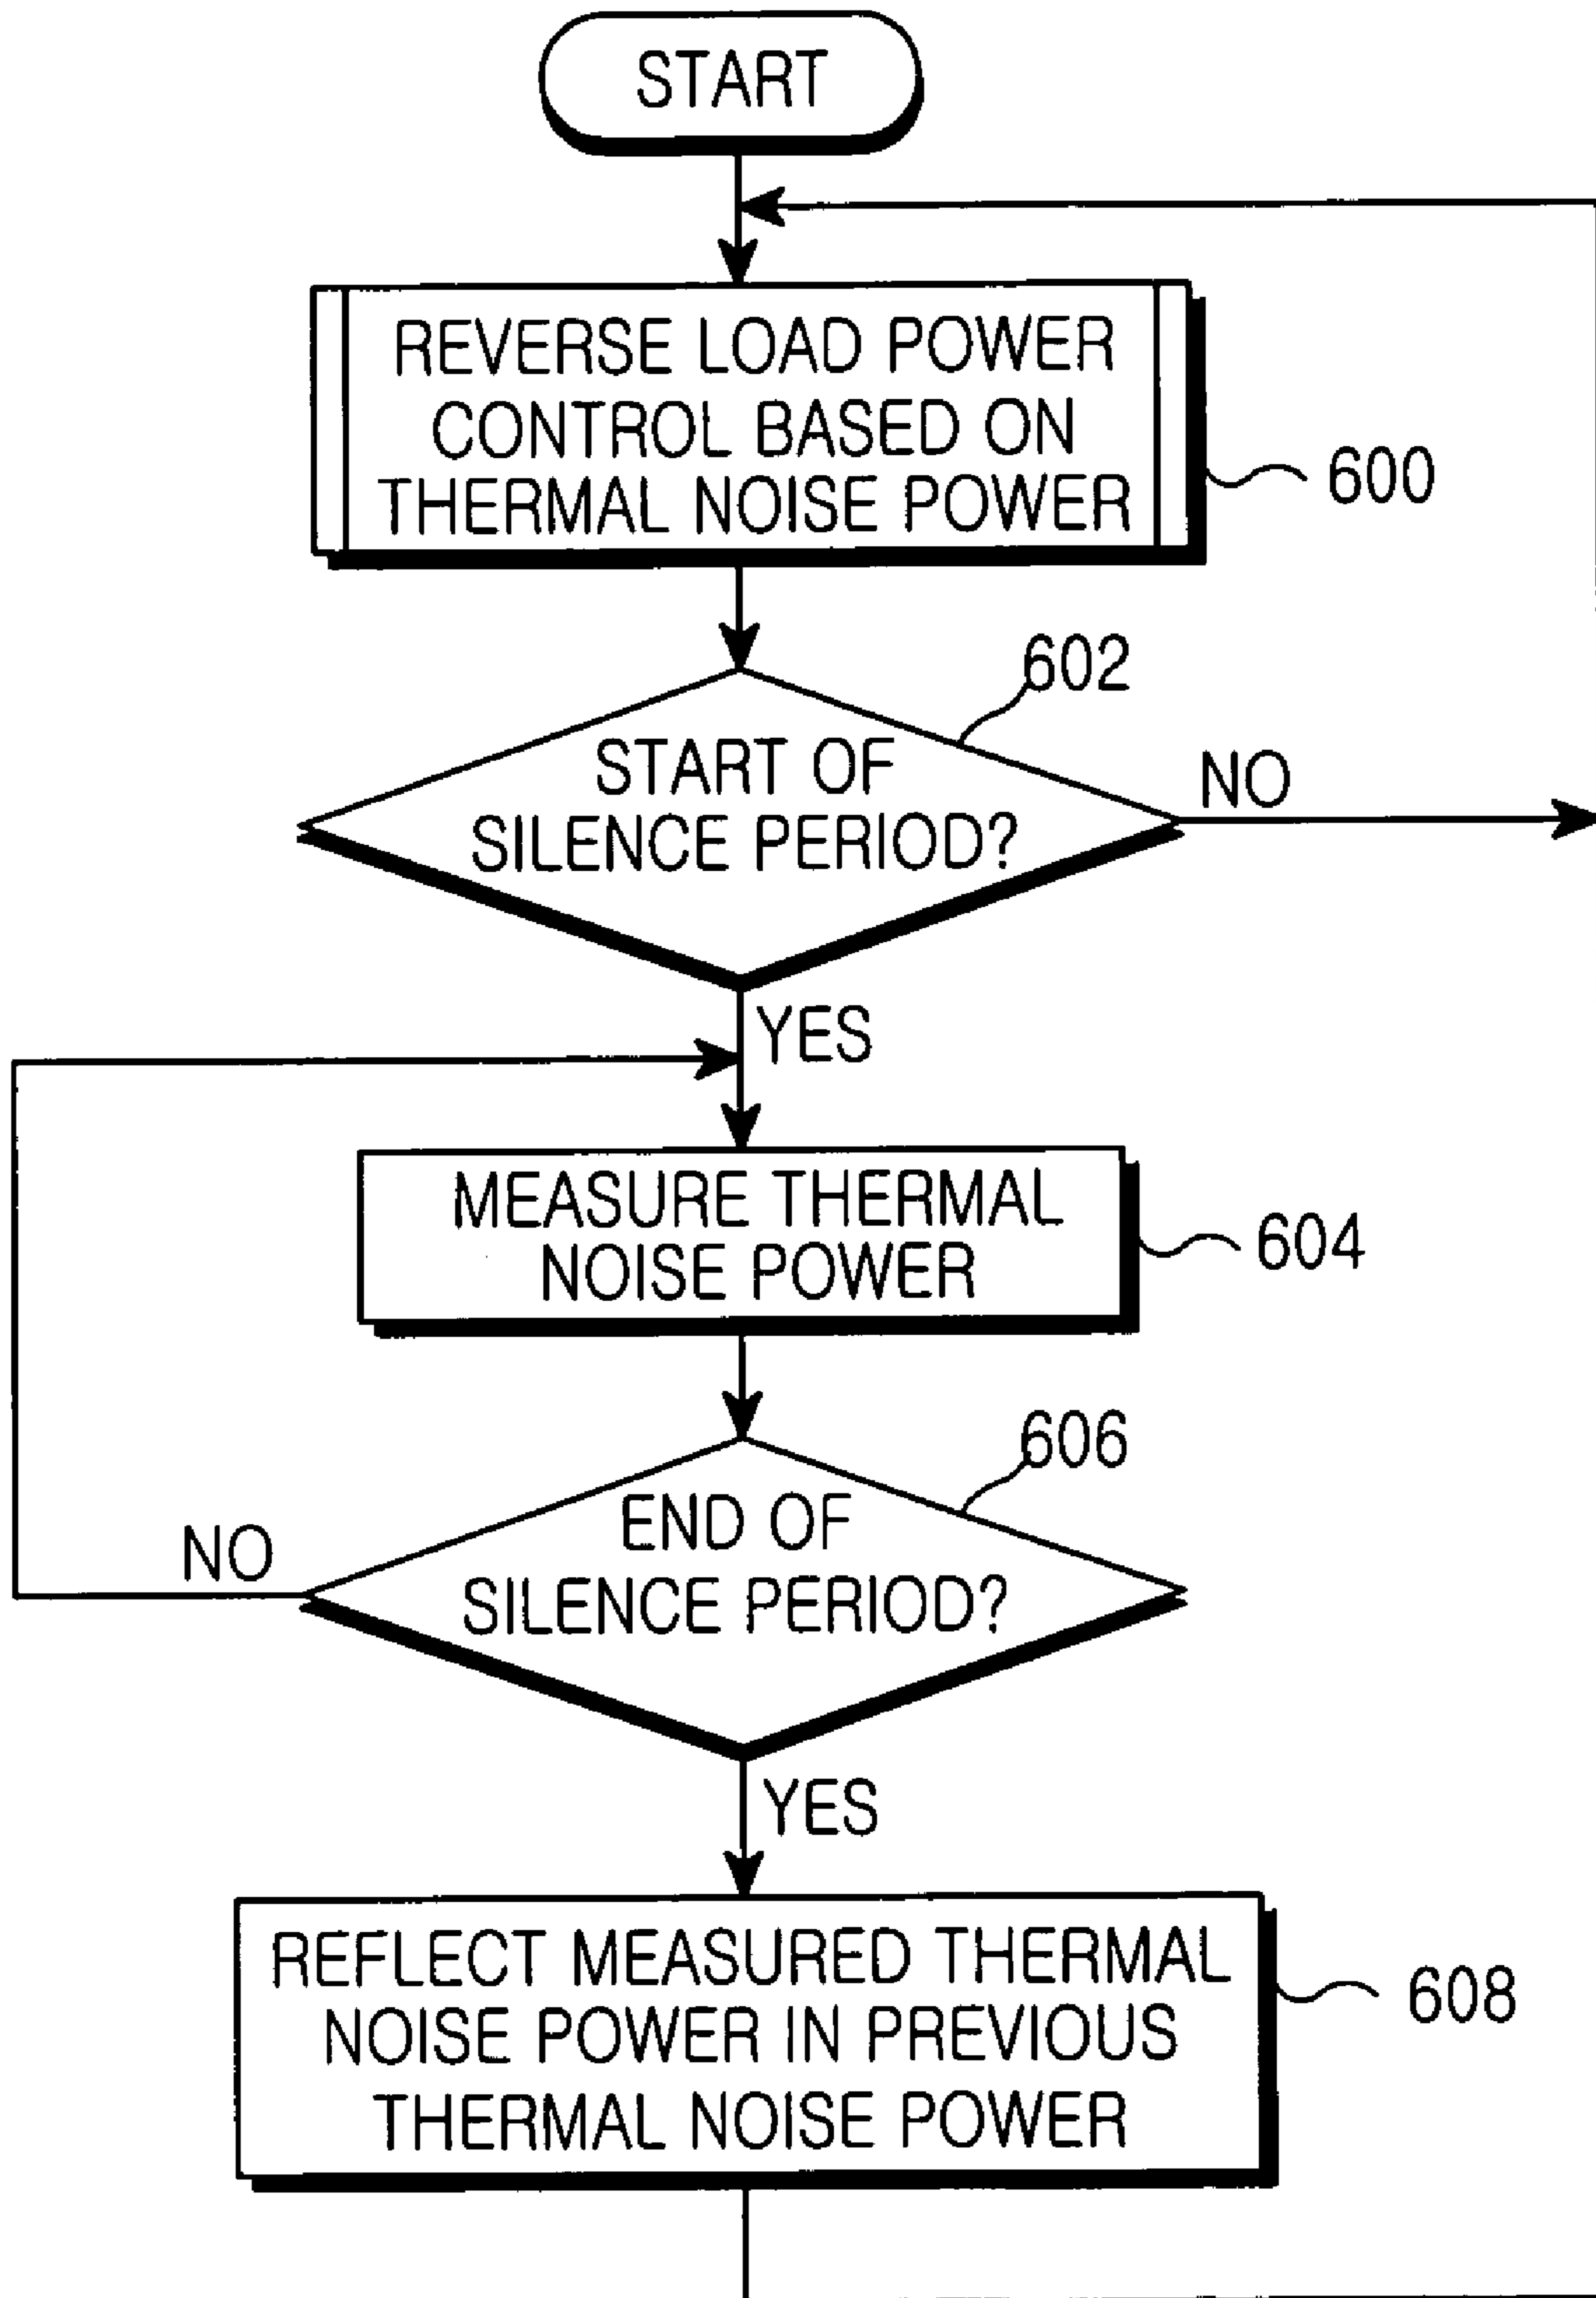 START
REVERSE LOAD POWER
CONTROL BASED ON
THERMAL NOISE POWER
600
602
START OF
SILENCE PERIOD?
NO
YES
MEASURE THERMAL
NOISE POWER
604
606
END OF
SILENCE PERIOD?
NO
YES
REFLECT MEASURED THERMAL
NOISE POWER IN PREVIOUS
THERMAL NOISE POWER
608